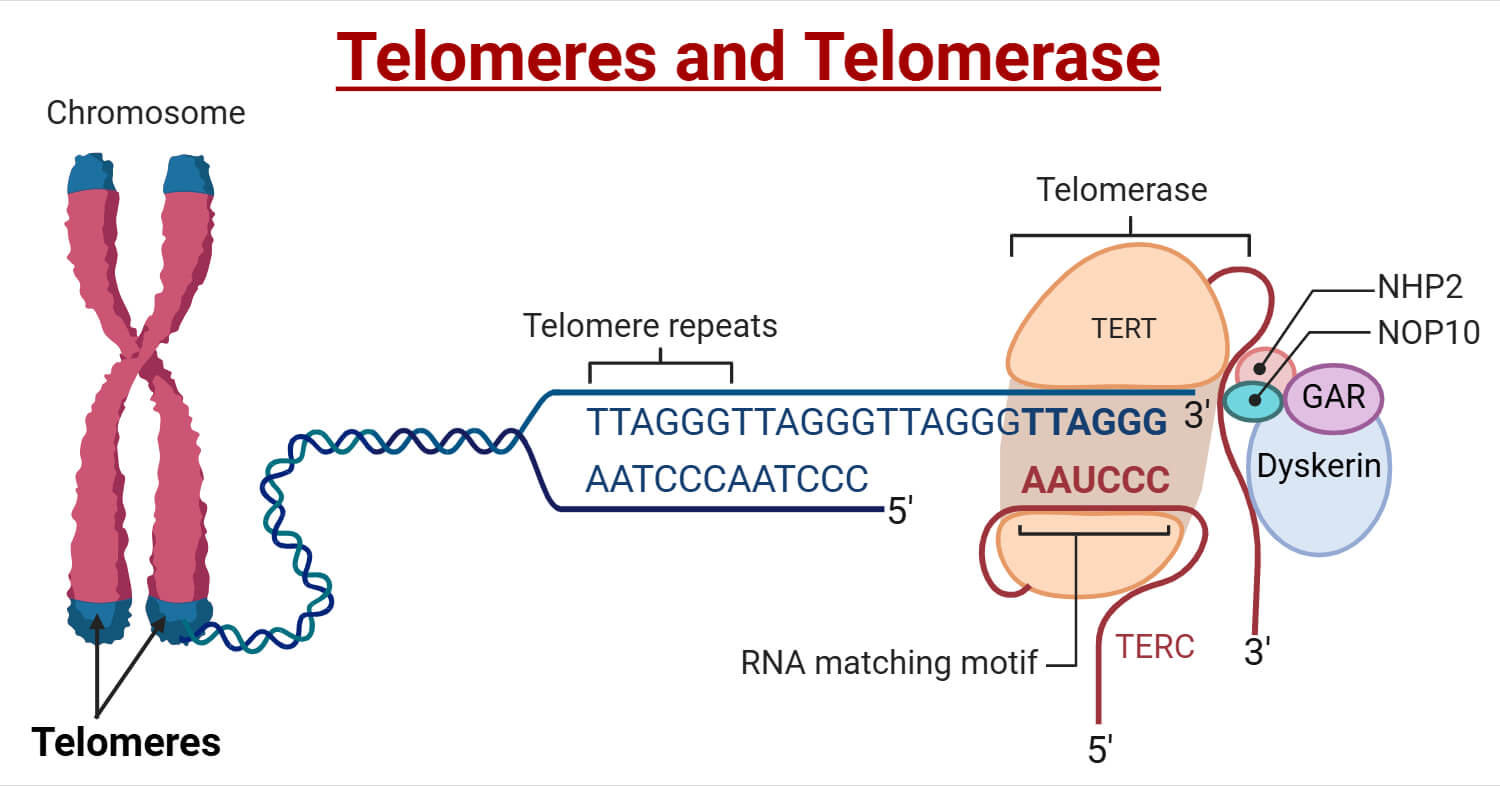 Telomeres and Telomerase
Chromosome
Telomerase
NHP2
NOP10
Telomere repeats
TERT
GAR
TTAGGGTTAGGGTTAGGGTTAGGG 3'
Dyskerin
AATCCCAATCCC
AAUCCC
5'
RNA matching motif
TERC
3'
Telomeres
5'